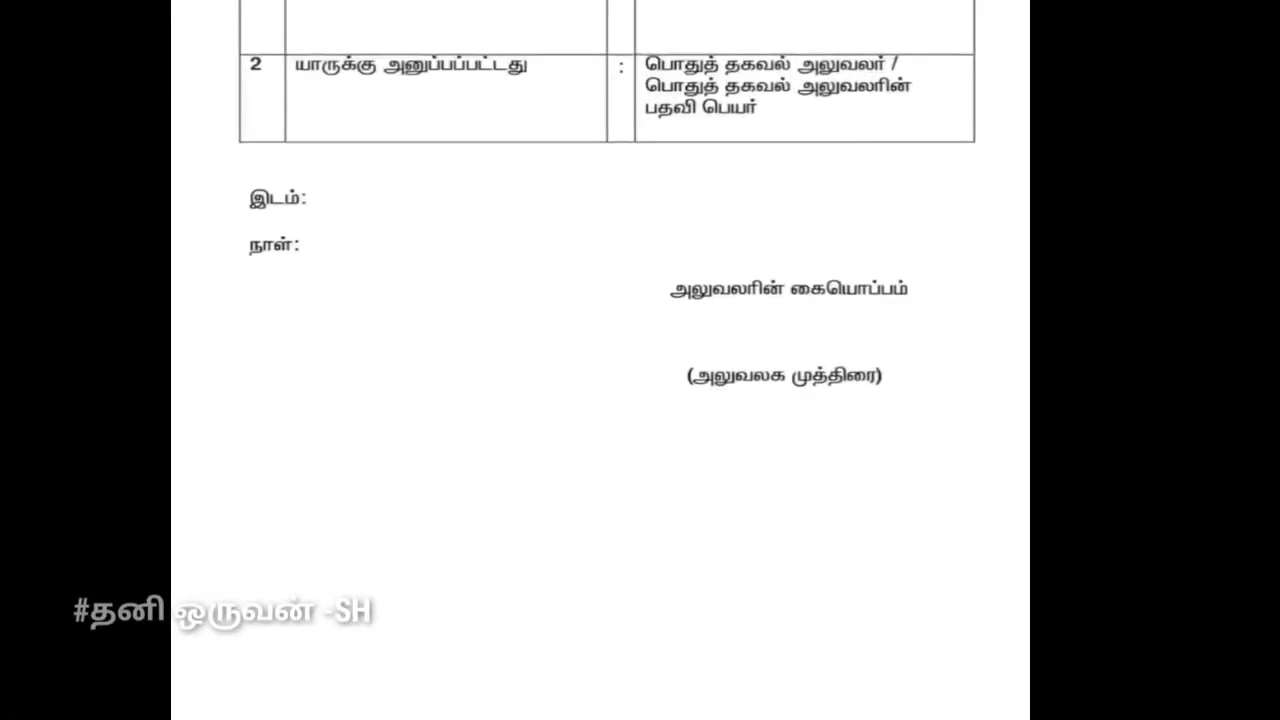 2 யாருக்கு அனுப்பப்பட்டது : பொதுத் தகவல் அலுவலர் /
பொதுத் தகவல் அலுவலரின்
பதவி பெயர்
இடம்:
நாள்:
அலுவலரின் கையொப்பம்
(அலுவலக முத்திரை)
#தனி ஒருவன் -SH